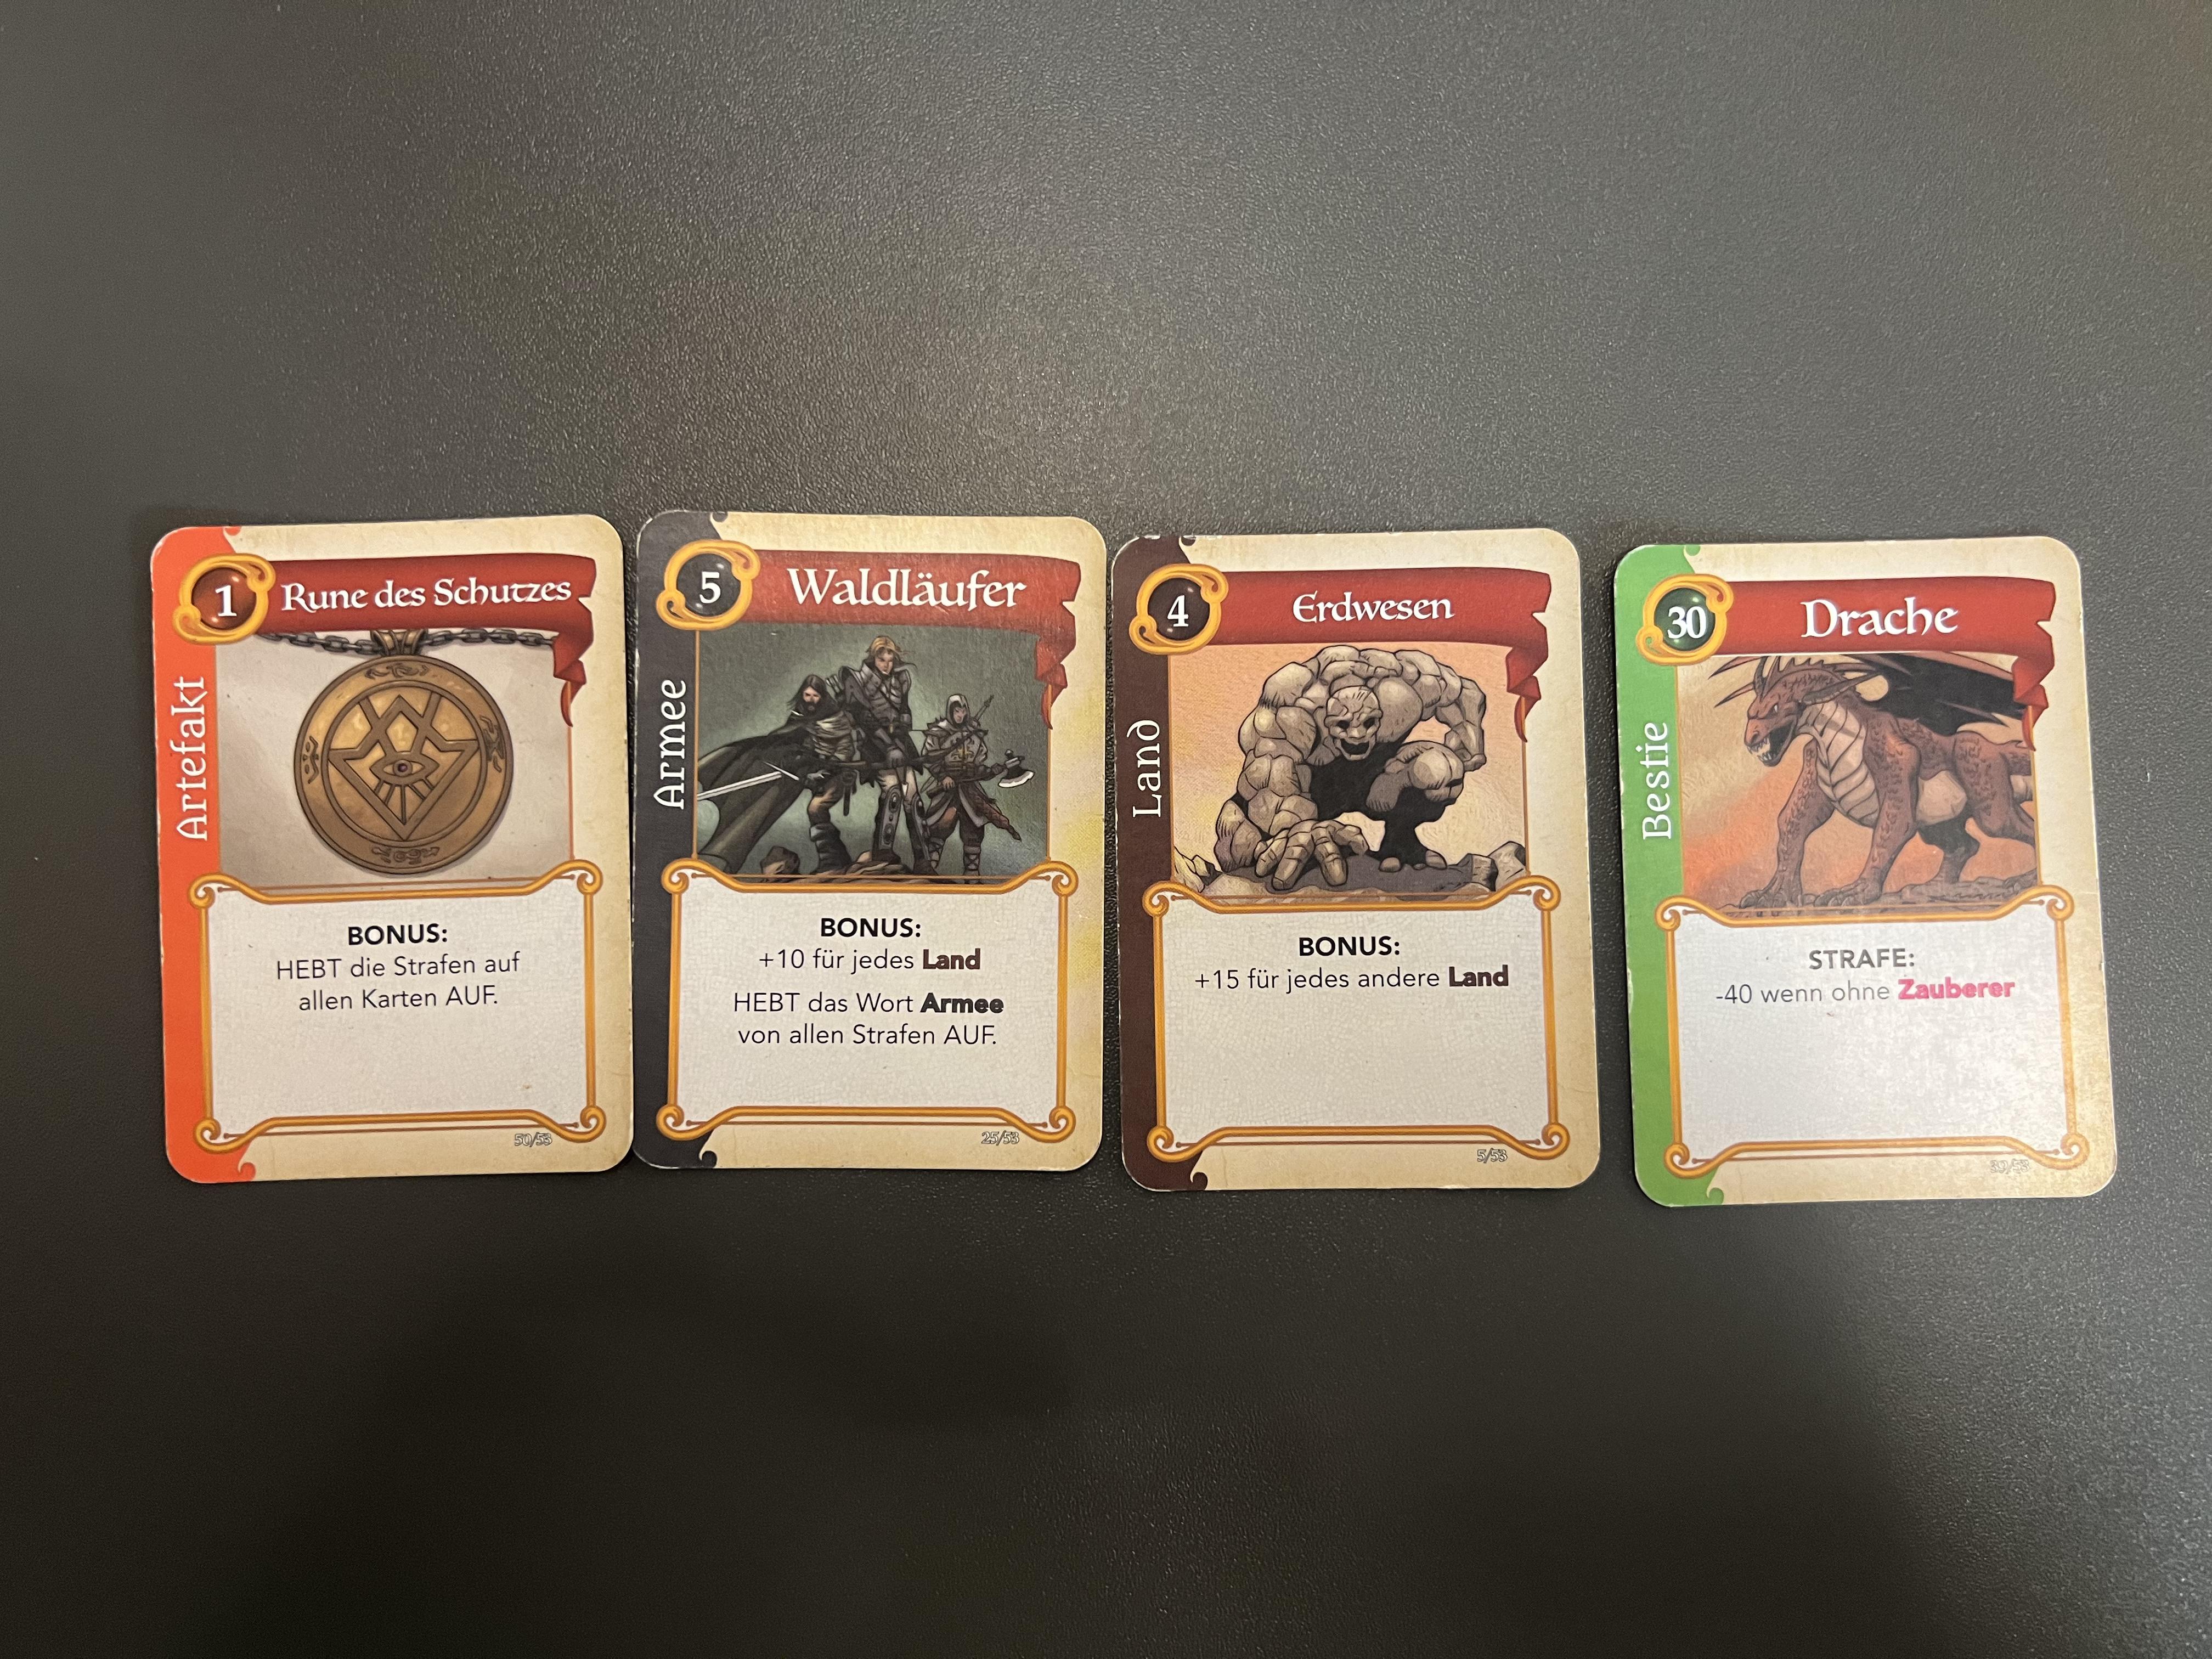 1
Rune des Schutzes
Artefakt
BONUS:
HEBT die Strafen auf
allen Karten AUF.
50/53
5
Waldläufer
Armee
BONUS:
+10 für jedes Land
HEBT das Wort Armee
von allen Strafen AUF.
25/53
4
Erdwesen
Land
BONUS:
+15 für jedes andere Land
5/53
30
Drache
Bestie
STRAFE:
-40 wenn ohne Zauberer